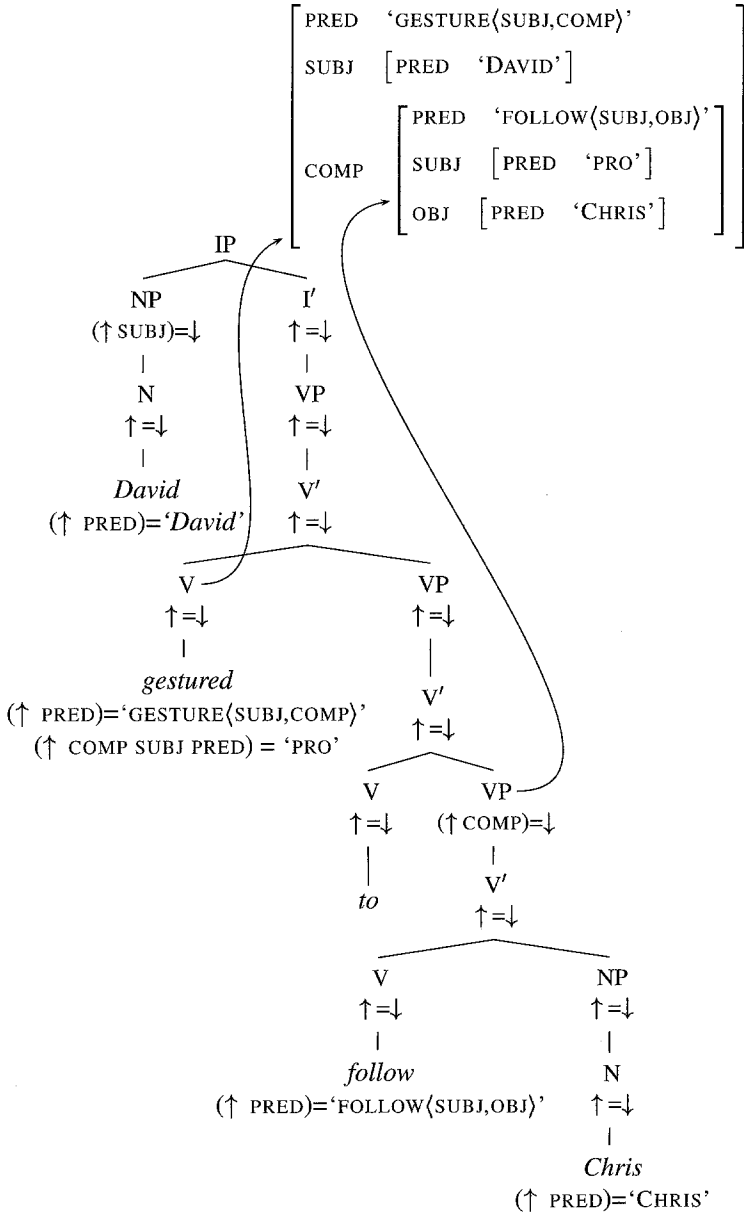 PRED ‘GESTURE⟨SUBJ,COMP⟩’
SUBJ [PRED ‘DAVID’]
PRED ‘FOLLOW⟨SUBJ,OBJ⟩’
COMP SUBJ [PRED ‘PRO’]
OBJ [PRED ‘CHRIS’]
IP
NP I′
(↑ SUBJ)=↓ ↑=↓
N VP
↑=↓ ↑=↓
David V′
(↑ PRED)=‘David’ ↑=↓
V VP
↑=↓ ↑=↓
gestured V′
(↑ PRED)=‘GESTURE⟨SUBJ,COMP⟩’ ↑=↓
(↑ COMP SUBJ PRED) = ‘PRO’
V VP
↑=↓ (↑ COMP)=↓
to V′
↑=↓
V NP
↑=↓ ↑=↓
follow N
(↑ PRED)=‘FOLLOW⟨SUBJ,OBJ⟩’ ↑=↓
Chris
(↑ PRED)=‘CHRIS’